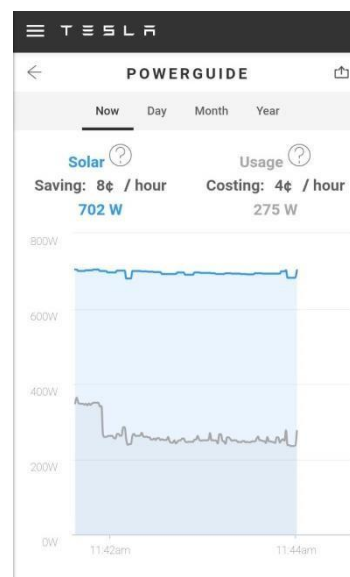 TESLA
POWERGUIDE
Now Day Month Year
Solar ? Usage ?
Saving: 8¢ / hour Costing: 4¢ / hour
702 W 275 W
800W
600W
400W
200W
0W
11:42am 11:44am